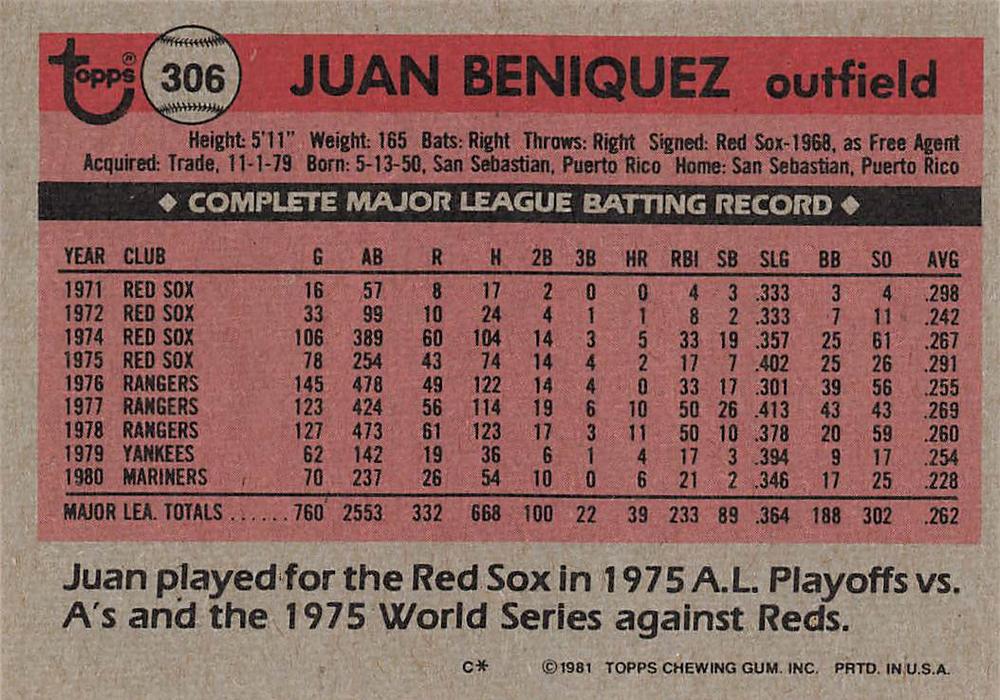 topps® 306 JUAN BENIQUEZ outfield
Height: 5'11" Weight: 165 Bats: Right Throws: Right Signed: Red Sox-1968, as Free Agent
Acquired: Trade, 11-1-79 Born: 5-13-50, San Sebastian, Puerto Rico Home: San Sebastian, Puerto Rico
◆ COMPLETE MAJOR LEAGUE BATTING RECORD ◆
YEAR CLUB G AB R H 2B 3B HR RBI SB SLG BB SO AVG
1971 RED SOX 16 57 8 17 2 0 0 4 3 .333 3 4 .298
1972 RED SOX 33 99 10 24 4 1 1 8 2 .333 7 11 .242
1974 RED SOX 106 389 60 104 14 3 5 33 19 .357 25 61 .267
1975 RED SOX 78 254 43 74 14 4 2 17 7 .402 25 26 .291
1976 RANGERS 145 478 49 122 14 4 0 33 17 .301 39 56 .255
1977 RANGERS 123 424 56 114 19 6 10 50 26 .413 43 43 .269
1978 RANGERS 127 473 61 123 17 3 11 50 10 .378 20 59 .260
1979 YANKEES 62 142 19 36 6 1 4 17 3 .394 9 17 .254
1980 MARINERS 70 237 26 54 10 0 6 21 2 .346 17 25 .228
MAJOR LEA. TOTALS ......760 2553 332 668 100 22 39 233 89 .364 188 302 .262
Juan played for the Red Sox in 1975 A.L. Playoffs vs.
A's and the 1975 World Series against Reds.
C* ©1981 TOPPS CHEWING GUM. INC. PRTD. IN U.S.A.